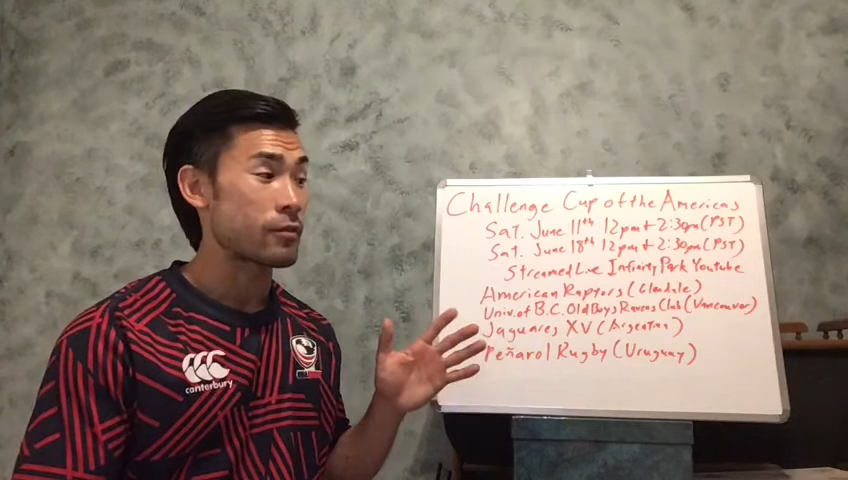 Challenge Cup of the Americas
Sat. June 11th 12pm + 2:30pm (PST)
Sat. June 18th 12pm + 2:30pm (PST)
Streamed Live Infinity Park Youtube
American Raptors (Glendale)
Univ. of B.C. Old Boys Ravens Club (Vancouver)
Jaguares XV (Argentina)
Peñarol Rugby (Uruguay)
canterbury